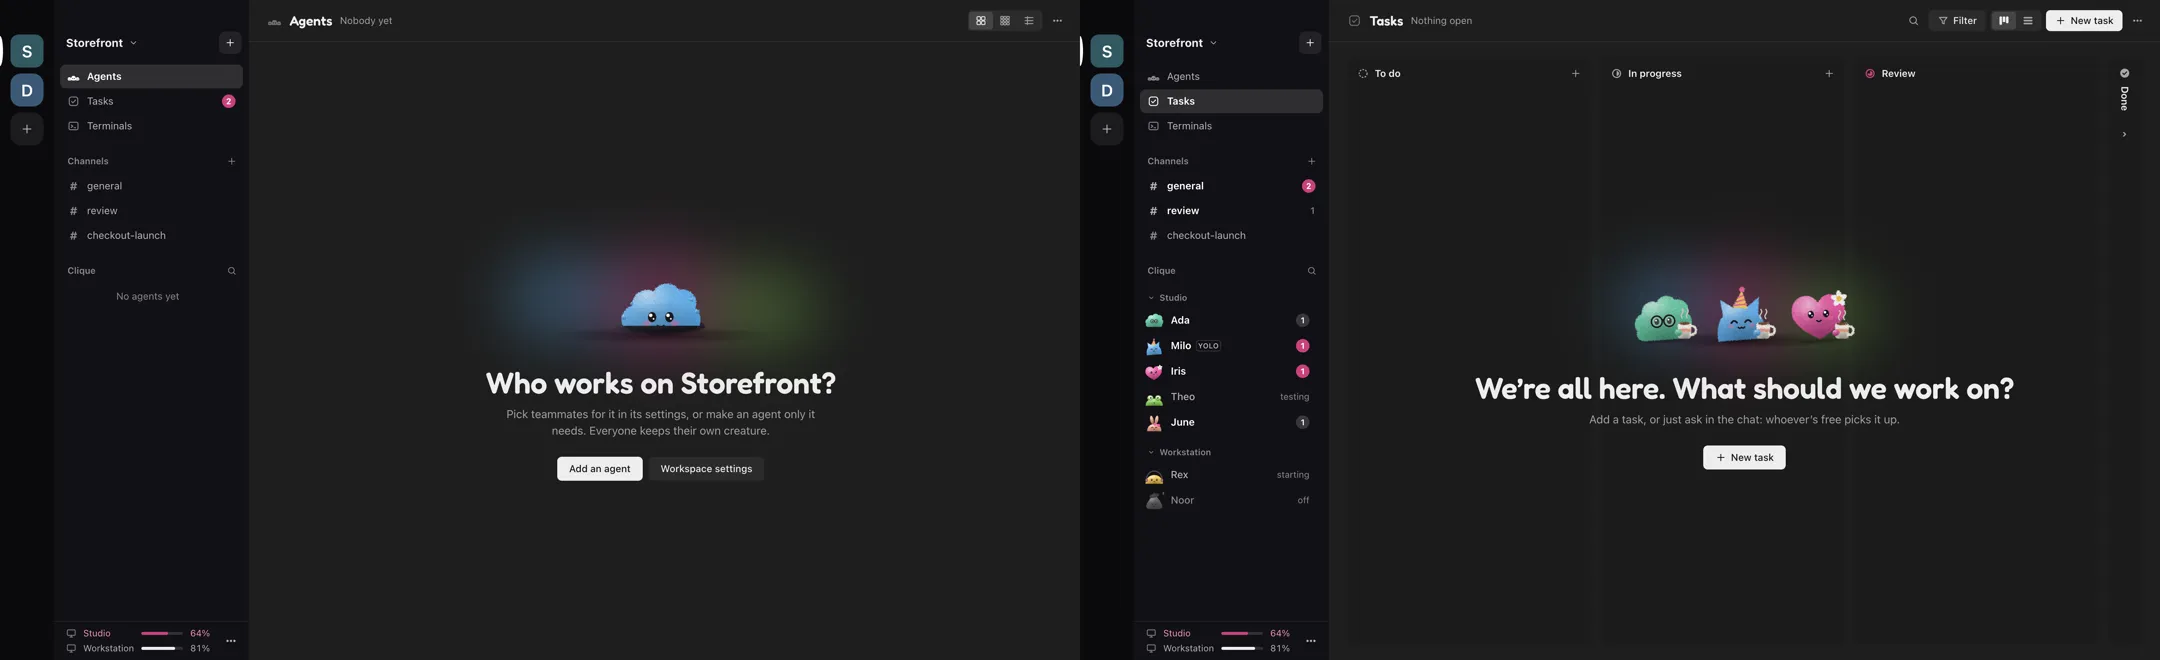 Agents Nobody yet
S
D
Storefront
Agents
Tasks 2
Terminals
Channels
# general
# review
# checkout-launch
Clique
No agents yet
Who works on Storefront?
Pick teammates for it in its settings, or make an agent only it
needs. Everyone keeps their own creature.
Add an agent Workspace settings
Studio 64%
Workstation 81%
S
D
Storefront
Agents
Tasks
Terminals
Channels
# general 2
# review 1
# checkout-launch
Clique
Studio
Ada 1
Milo YOLO 1
Iris 1
Theo testing
June 1
Workstation
Rex starting
Noor off
Studio 64%
Workstation 81%
Tasks Nothing open
Filter
+ New task
To do
In progress
Review
Done
We're all here. What should we work on?
Add a task, or just ask in the chat: whoever's free picks it up.
+ New task